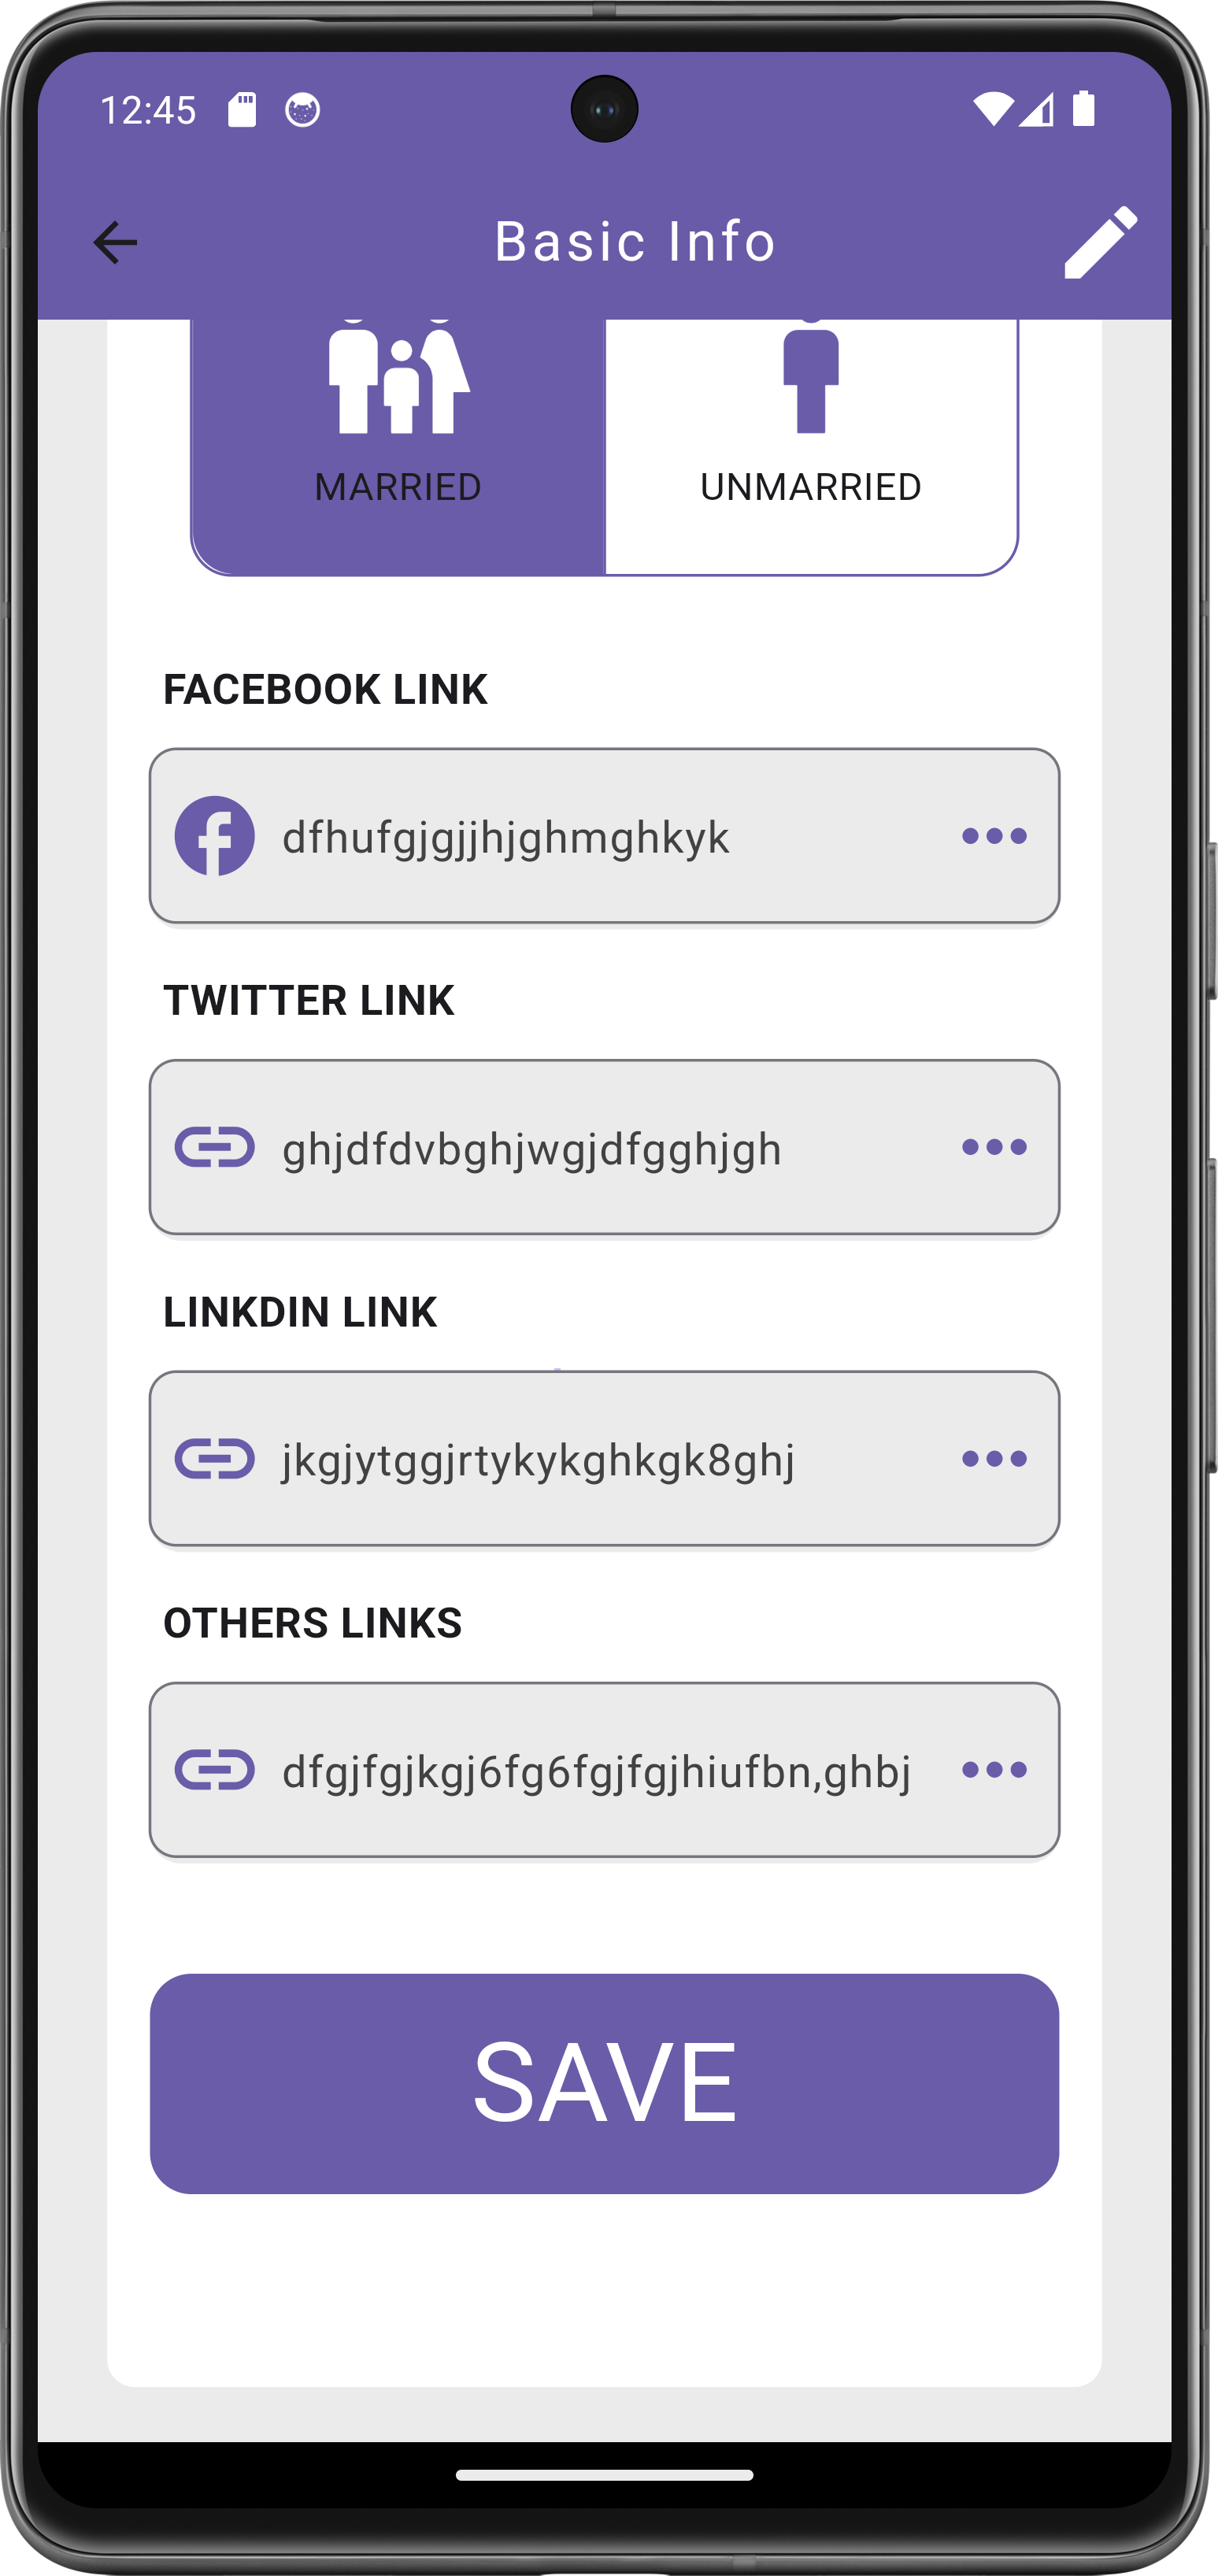 12:45
Basic Info
MARRIED
UNMARRIED
FACEBOOK LINK
dfhufgjgjjhjghmghkyk
TWITTER LINK
ghjdfdvbghjwgjdfgghjgh
LINKDIN LINK
jkgjytggjrtykykghkgk8ghj
OTHERS LINKS
dfgjfgjkgj6fg6fgjfgjhiufbn,ghbj
SAVE